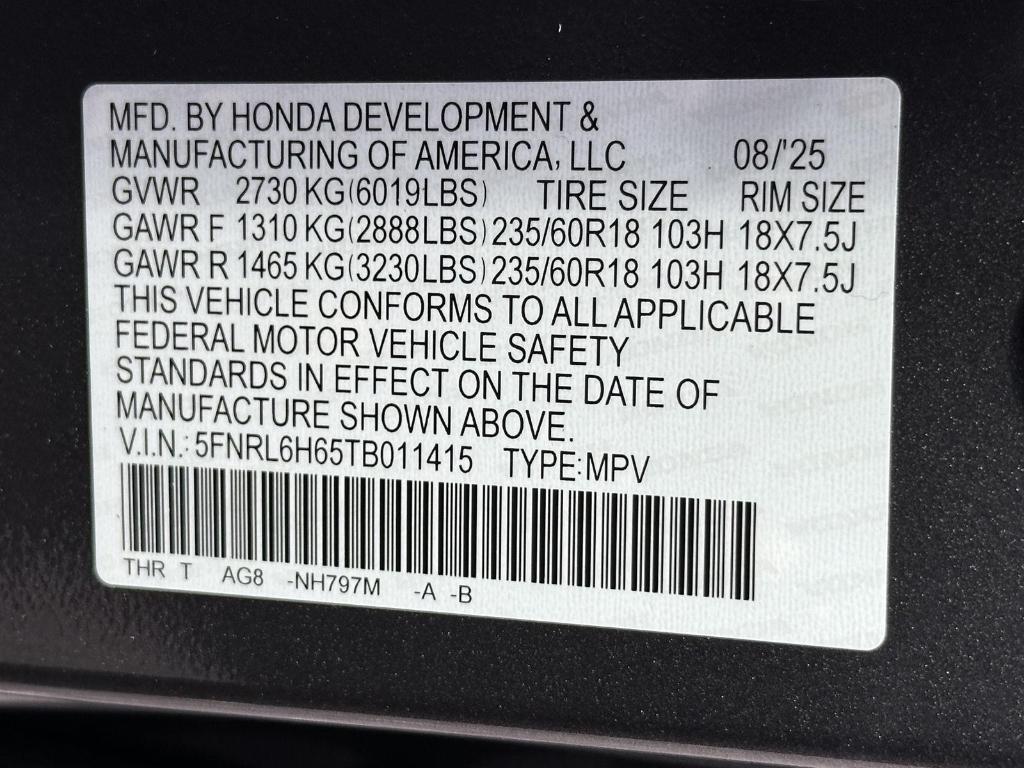 MFD. BY HONDA DEVELOPMENT &
MANUFACTURING OF AMERICA, LLC 08/'25
GVWR 2730 KG(6019LBS) TIRE SIZE RIM SIZE
GAWR F 1310 KG(2888LBS) 235/60R18 103H 18X7.5J
GAWR R 1465 KG(3230LBS) 235/60R18 103H 18X7.5J
THIS VEHICLE CONFORMS TO ALL APPLICABLE
FEDERAL MOTOR VEHICLE SAFETY
STANDARDS IN EFFECT ON THE DATE OF
MANUFACTURE SHOWN ABOVE.
V.I.N.: 5FNRL6H65TB011415 TYPE:MPV
THR T AG8 -NH797M -A -B